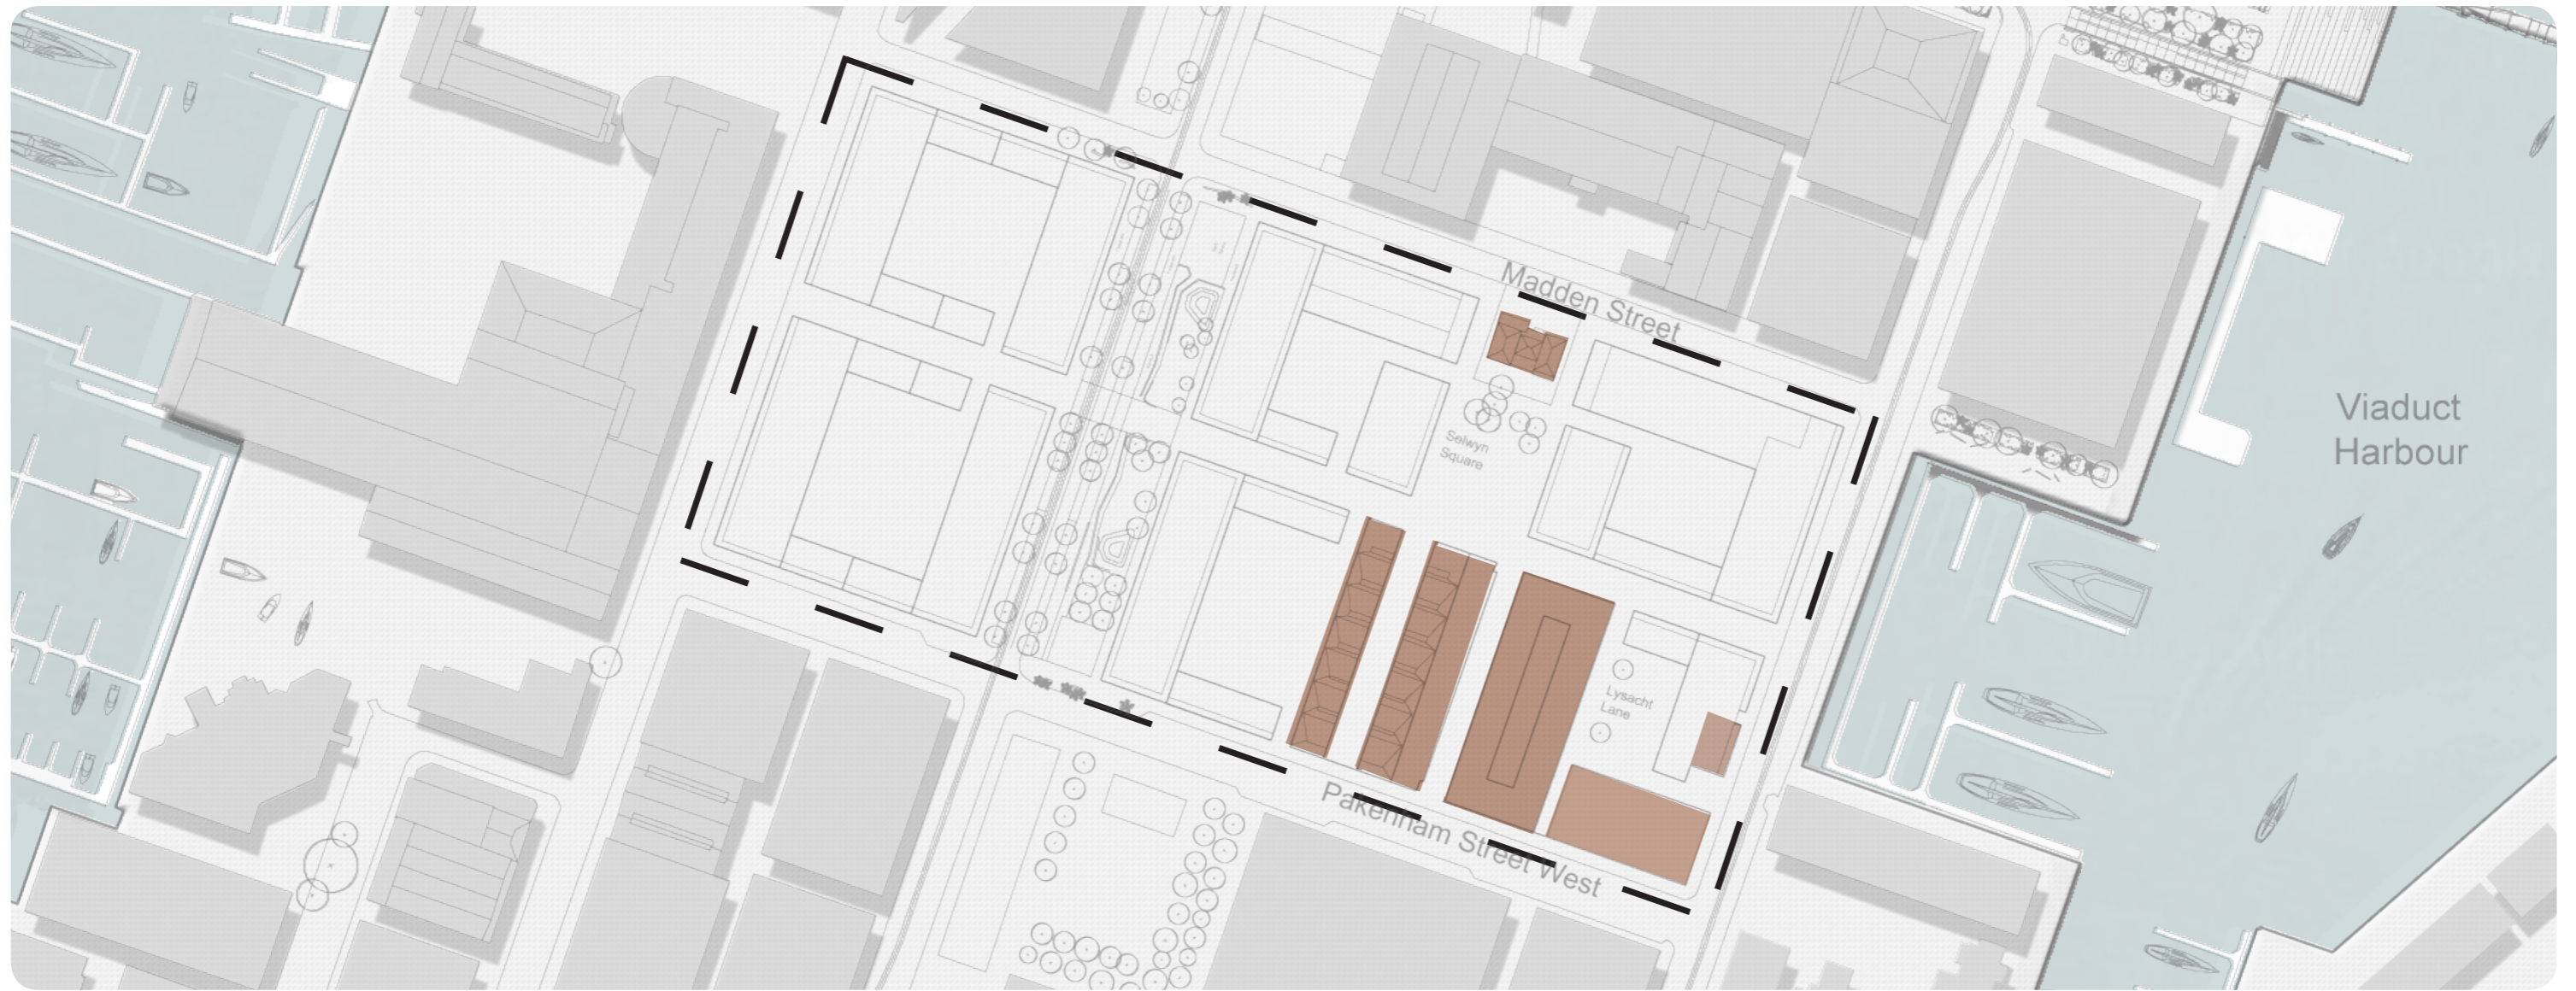 Madden Street
Viaduct
Harbour
Selwyn
Square
Lysacht
Lane
Pakenham Street West